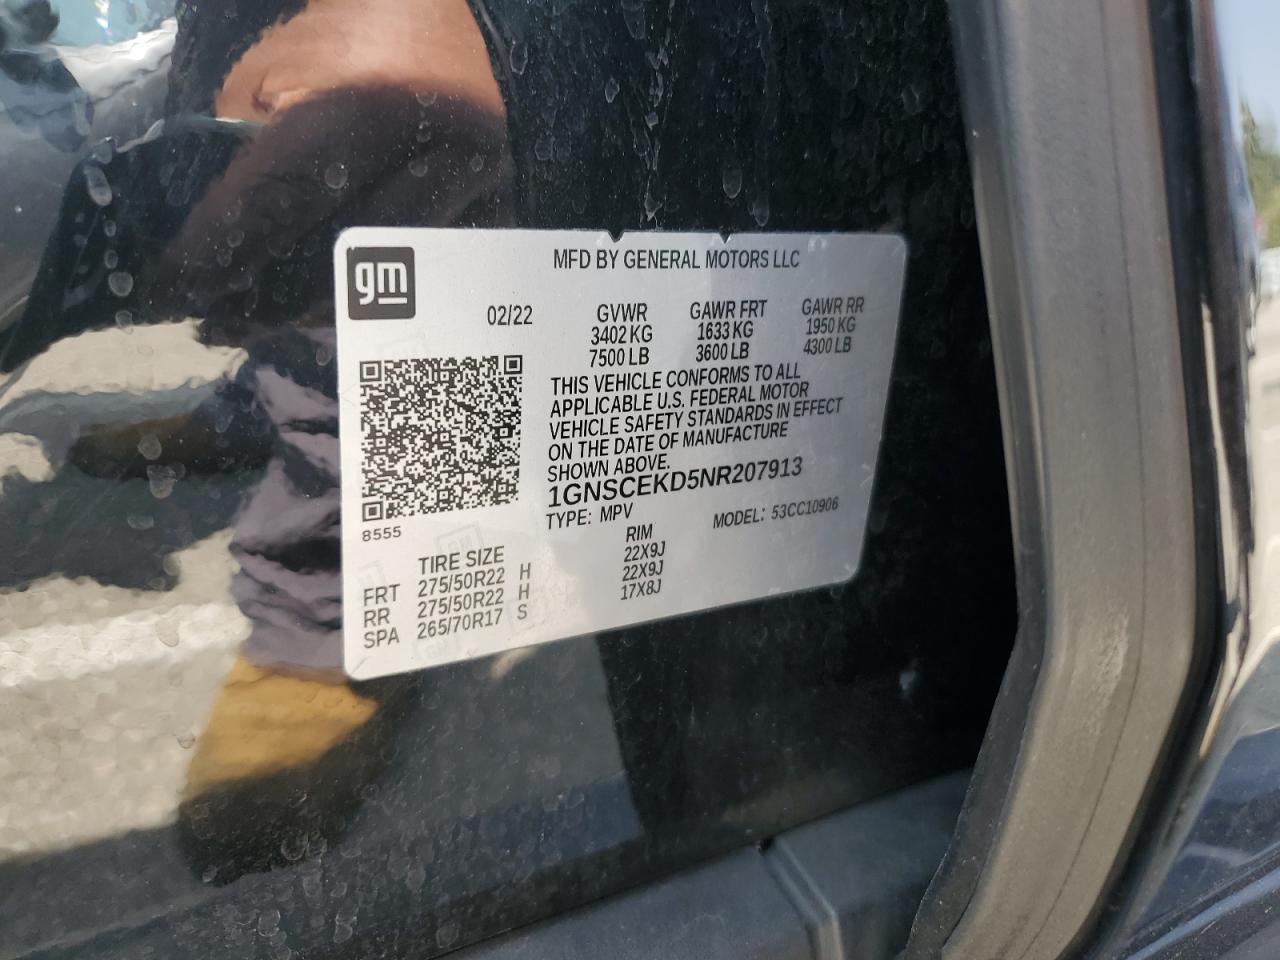 gm
MFD BY GENERAL MOTORS LLC
02/22 GVWR GAWR FRT GAWR RR
3402 KG 1633 KG 1950 KG
7500 LB 3600 LB 4300 LB
THIS VEHICLE CONFORMS TO ALL
APPLICABLE U.S. FEDERAL MOTOR
VEHICLE SAFETY STANDARDS IN EFFECT
ON THE DATE OF MANUFACTURE
SHOWN ABOVE.
1GNSCEKD5NR207913
TYPE: MPV MODEL: 53CC10906
8555
TIRE SIZE RIM
FRT 275/50R22 H 22X9J
RR 275/50R22 H 22X9J
SPA 265/70R17 S 17X8J